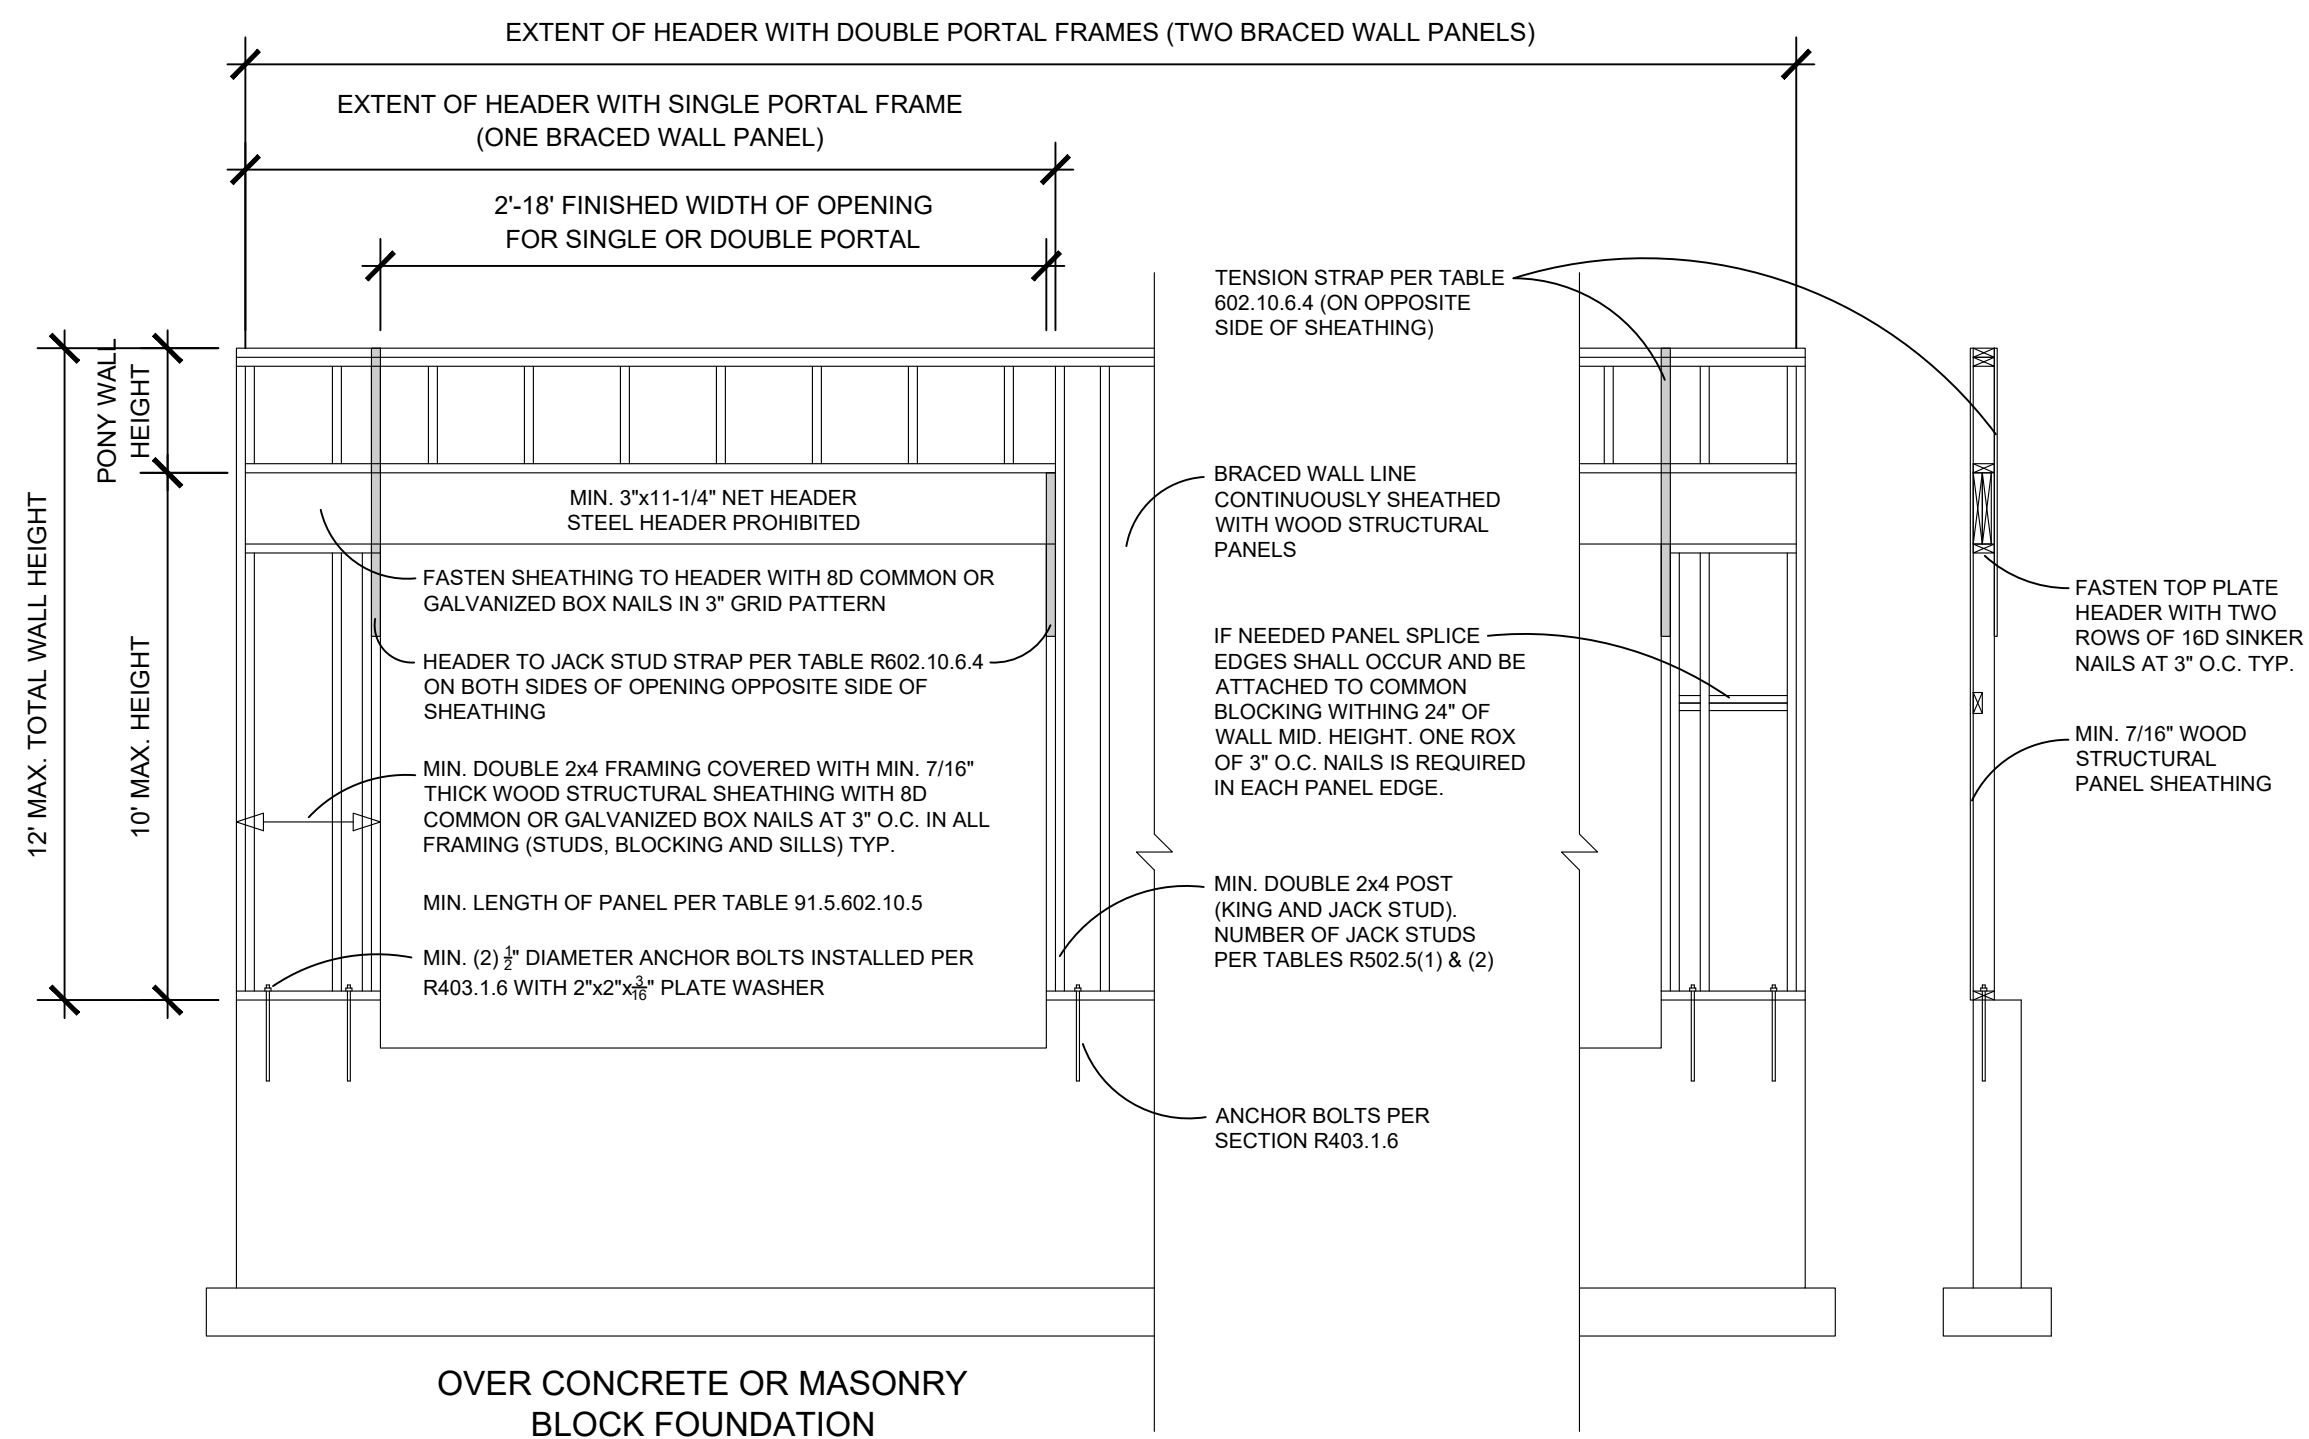 EXTENT OF HEADER WITH DOUBLE PORTAL FRAMES (TWO BRACED WALL PANELS)
EXTENT OF HEADER WITH SINGLE PORTAL FRAME
(ONE BRACED WALL PANEL)
2'-18' FINISHED WIDTH OF OPENING
FOR SINGLE OR DOUBLE PORTAL
12' MAX. TOTAL WALL HEIGHT
PONY WALL
HEIGHT
10' MAX. HEIGHT
MIN. 3"x11-1/4" NET HEADER
STEEL HEADER PROHIBITED
FASTEN SHEATHING TO HEADER WITH 8D COMMON OR
GALVANIZED BOX NAILS IN 3" GRID PATTERN
HEADER TO JACK STUD STRAP PER TABLE R602.10.6.4
ON BOTH SIDES OF OPENING OPPOSITE SIDE OF
SHEATHING
MIN. DOUBLE 2x4 FRAMING COVERED WITH MIN. 7/16"
THICK WOOD STRUCTURAL SHEATHING WITH 8D
COMMON OR GALVANIZED BOX NAILS AT 3" O.C. IN ALL
FRAMING (STUDS, BLOCKING AND SILLS) TYP.
MIN. LENGTH OF PANEL PER TABLE 91.5.602.10.5
MIN. (2) 1/2" DIAMETER ANCHOR BOLTS INSTALLED PER
R403.1.6 WITH 2"x2"x3/16" PLATE WASHER
TENSION STRAP PER TABLE
602.10.6.4 (ON OPPOSITE
SIDE OF SHEATHING)
BRACED WALL LINE
CONTINUOUSLY SHEATHED
WITH WOOD STRUCTURAL
PANELS
IF NEEDED PANEL SPLICE
EDGES SHALL OCCUR AND BE
ATTACHED TO COMMON
BLOCKING WITHING 24" OF
WALL MID. HEIGHT. ONE ROX
OF 3" O.C. NAILS IS REQUIRED
IN EACH PANEL EDGE.
MIN. DOUBLE 2x4 POST
(KING AND JACK STUD).
NUMBER OF JACK STUDS
PER TABLES R502.5(1) & (2)
ANCHOR BOLTS PER
SECTION R403.1.6
FASTEN TOP PLATE
HEADER WITH TWO
ROWS OF 16D SINKER
NAILS AT 3" O.C. TYP.
MIN. 7/16" WOOD
STRUCTURAL
PANEL SHEATHING
OVER CONCRETE OR MASONRY
BLOCK FOUNDATION